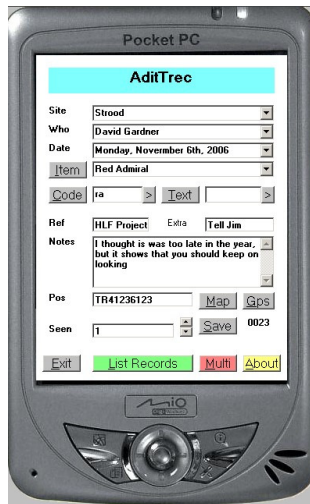 Pocket PC
AditTrec
Site Strood
Who David Gardner
Date Monday, November 6th, 2006
Item Red Admiral
Code ra > Text >
Ref HLF Project Extra Tell Jim
Notes I thought is was too late in the year,
but it shows that you should keep on
looking
Pos TR41236123 Map Gps
Seen 1 Save 0023
Exit List Records Multi About
Mio